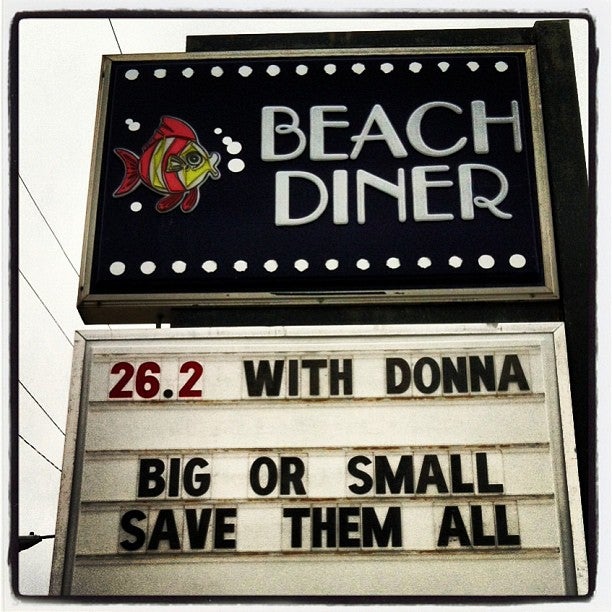 BEACH
DINER
26.2 WITH DONNA
BIG OR SMALL
SAVE THEM ALL